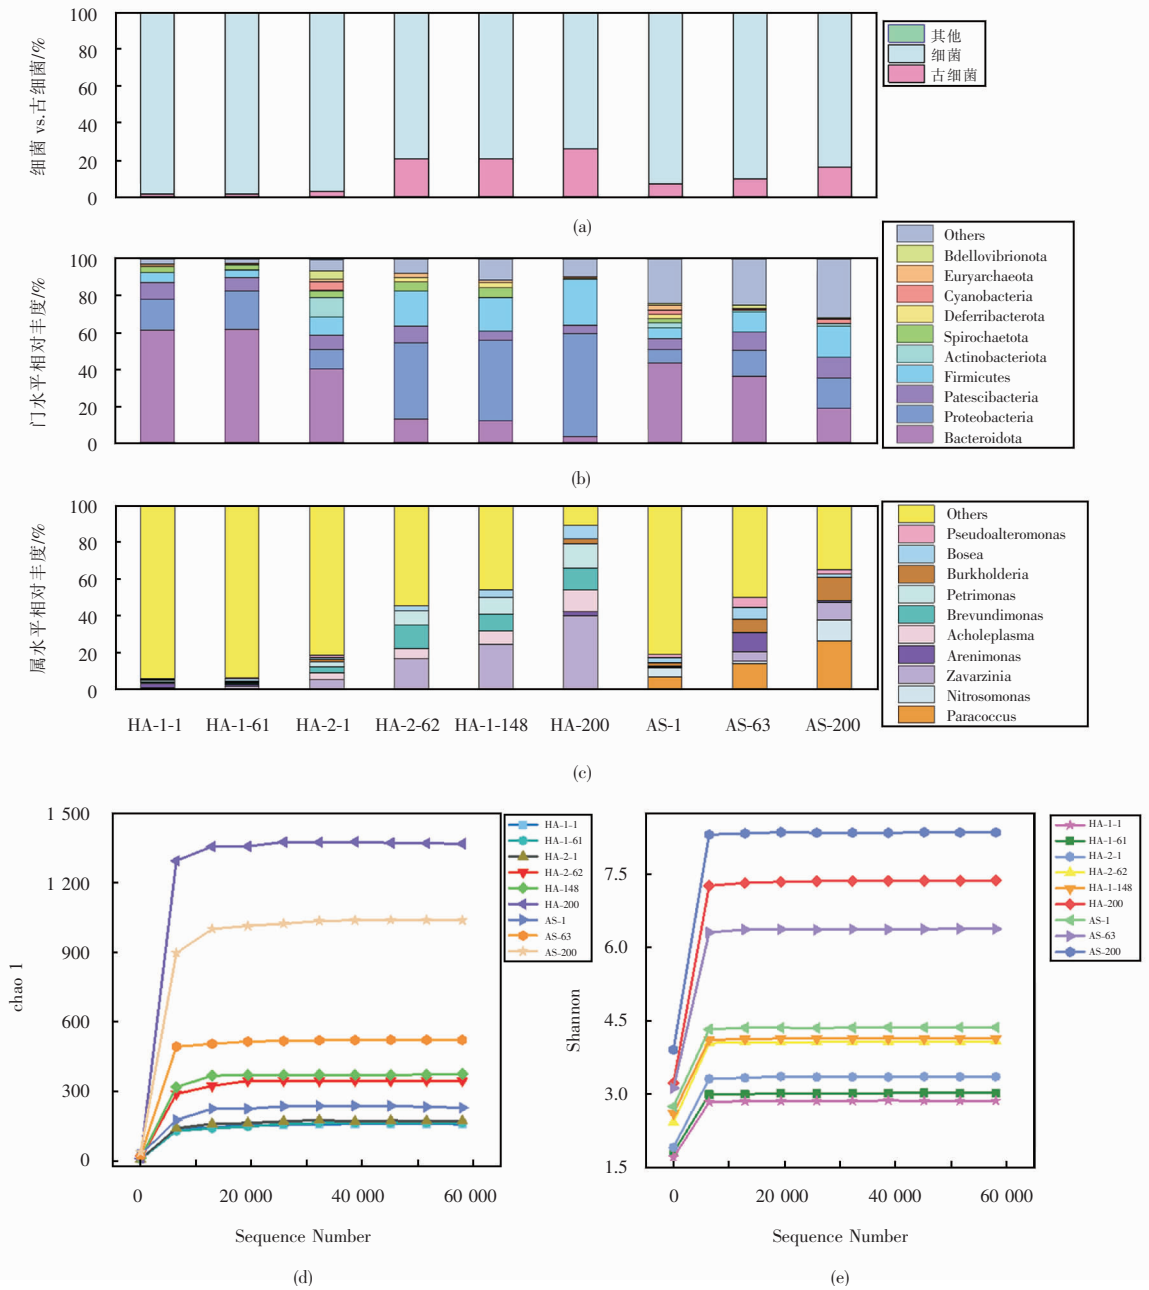 细菌 vs.古细菌/%
100
80
60
40
20
0
其他
细菌
古细菌
(a)
门水平相对丰度/%
100
80
60
40
20
0
Others
Bdellovibrionota
Euryarchaeota
Cyanobacteria
Deferribacterota
Spirochaetota
Actinobacteriota
Firmicutes
Patescibacteria
Proteobacteria
Bacteroidota
(b)
属水平相对丰度/%
100
80
60
40
20
0
Others
Pseudoalteromonas
Bosea
Burkholderia
Petrimonas
Brevundimonas
Acholeplasma
Arenimonas
Zavarzinia
Nitrosomonas
Paracoccus
HA-1-1 HA-1-61 HA-2-1 HA-2-62 HA-1-148 HA-200 AS-1 AS-63 AS-200
(c)
chao 1
1 500
1 200
900
600
300
0
0 20 000 40 000 60 000
Sequence Number
HA-1-1
HA-1-61
HA-2-1
HA-2-62
HA-148
HA-200
AS-1
AS-63
AS-200
(d)
Shannon
7.5
6.0
4.5
3.0
1.5
0 20 000 40 000 60 000
Sequence Number
HA-1-1
HA-1-61
HA-2-1
HA-2-62
HA-1-148
HA-200
AS-1
AS-63
AS-200
(e)